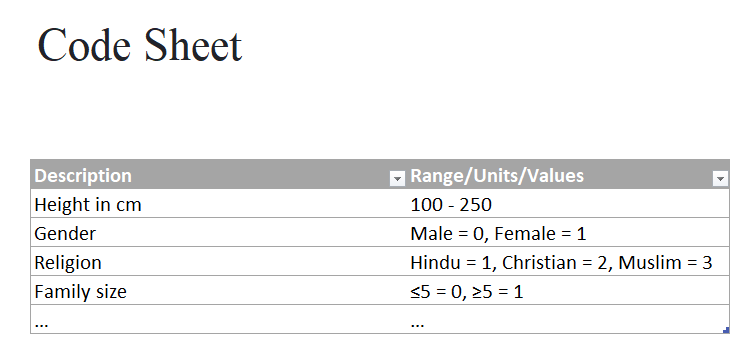 Code Sheet
Description Range/Units/Values
Height in cm 100 - 250
Gender Male = 0, Female = 1
Religion Hindu = 1, Christian = 2, Muslim = 3
Family size ≤5 = 0, ≥5 = 1
... ...